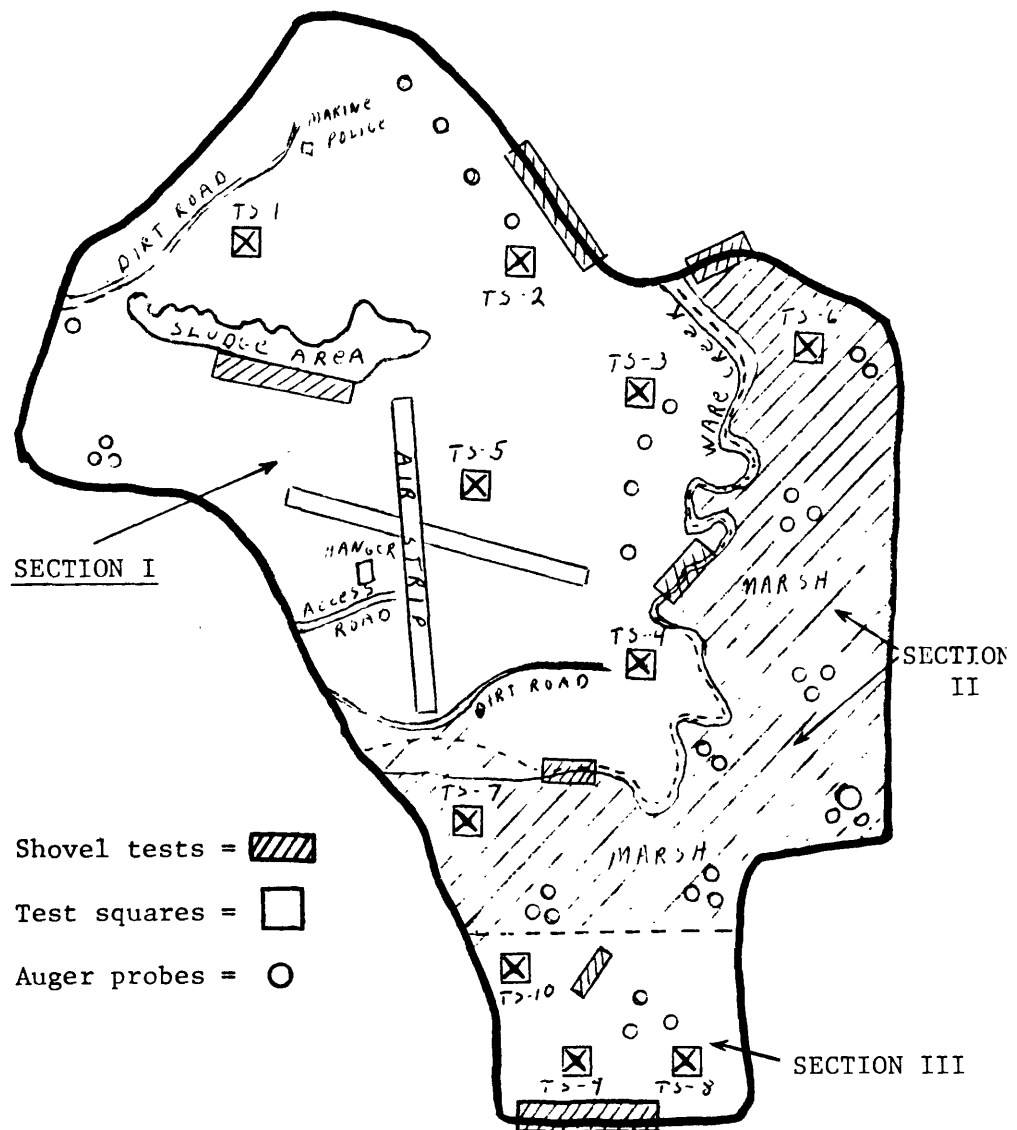 MARINE
POLICE
DIRT ROAD
TS-1
TS-2
SLUDGE AREA
TS-6
TS-3
WARE CREEK
TS-5
AIR STRIP
SECTION I
HANGER
MARSH
ACCESS
ROAD
TS-4
SECTION
II
DIRT ROAD
TS-7
Shovel tests =
MARSH
Test squares =
Auger probes =
TS-10
SECTION III
TS-9
TS-8